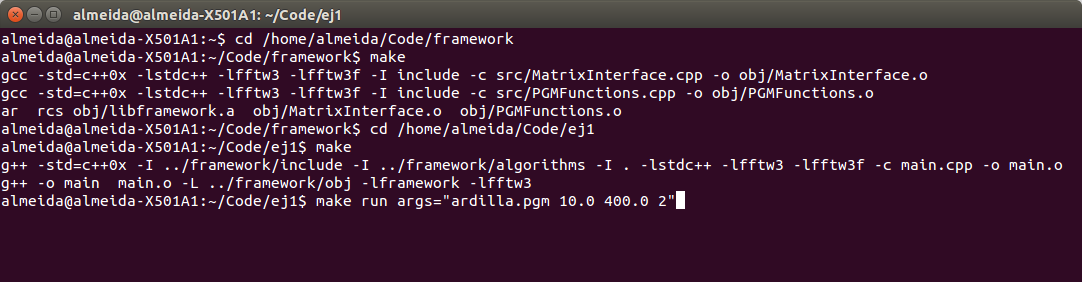 almeida@almeida-X501A1: ~/Code/ej1
almeida@almeida-X501A1:~$ cd /home/almeida/Code/framework
almeida@almeida-X501A1:~/Code/framework$ make
gcc -std=c++0x -lstdc++ -lfftw3 -lfftw3f -I include -c src/MatrixInterface.cpp -o obj/MatrixInterface.o
gcc -std=c++0x -lstdc++ -lfftw3 -lfftw3f -I include -c src/PGMFunctions.cpp -o obj/PGMFunctions.o
ar  rcs obj/libframework.a  obj/MatrixInterface.o  obj/PGMFunctions.o
almeida@almeida-X501A1:~/Code/framework$ cd /home/almeida/Code/ej1
almeida@almeida-X501A1:~/Code/ej1$ make
g++ -std=c++0x -I ../framework/include -I ../framework/algorithms -I . -lstdc++ -lfftw3 -lfftw3f -c main.cpp -o main.o
g++ -o main  main.o -L ../framework/obj -lframework -lfftw3
almeida@almeida-X501A1:~/Code/ej1$ make run args="ardilla.pgm 10.0 400.0 2"